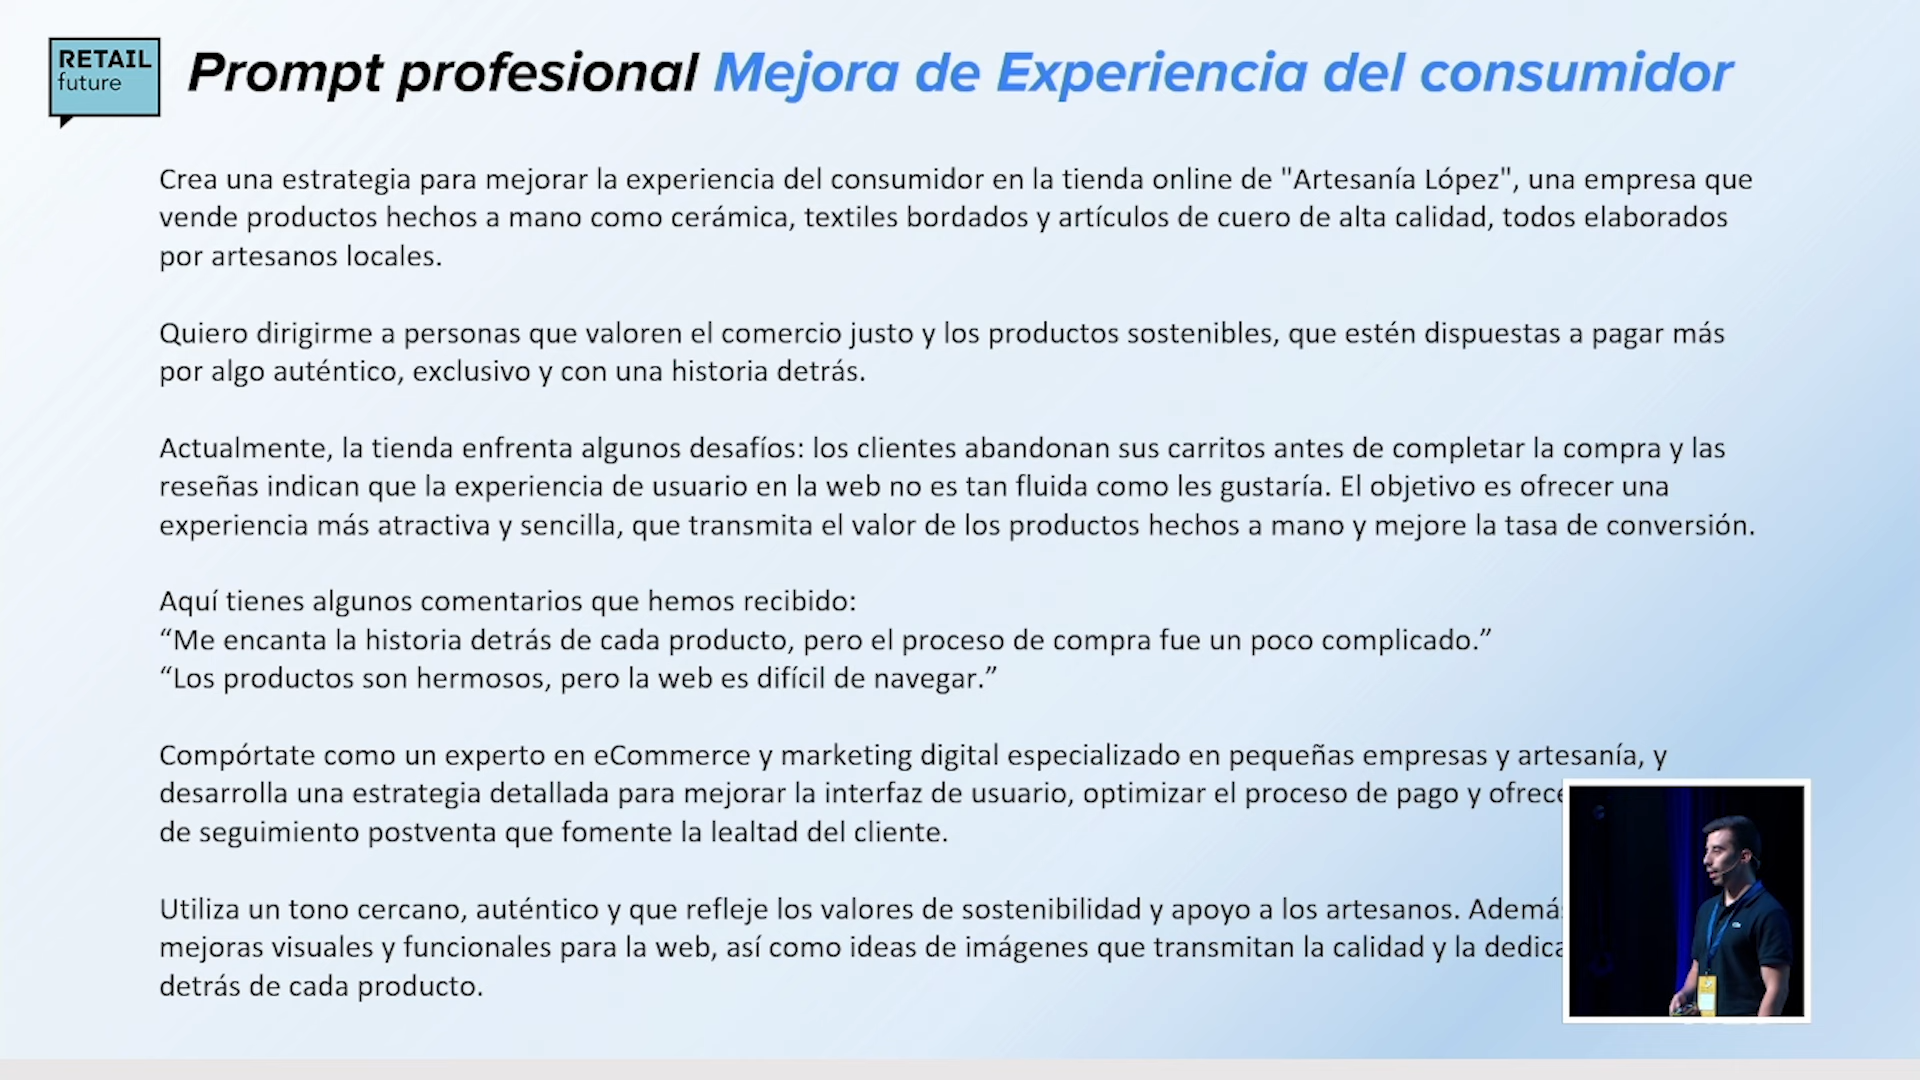 RETAIL
future
Prompt profesional Mejora de Experiencia del consumidor
Crea una estrategia para mejorar la experiencia del consumidor en la tienda online de "Artesanía López", una empresa que
vende productos hechos a mano como cerámica, textiles bordados y artículos de cuero de alta calidad, todos elaborados
por artesanos locales.
Quiero dirigirme a personas que valoren el comercio justo y los productos sostenibles, que estén dispuestas a pagar más
por algo auténtico, exclusivo y con una historia detrás.
Actualmente, la tienda enfrenta algunos desafíos: los clientes abandonan sus carritos antes de completar la compra y las
reseñas indican que la experiencia de usuario en la web no es tan fluida como les gustaría. El objetivo es ofrecer una
experiencia más atractiva y sencilla, que transmita el valor de los productos hechos a mano y mejore la tasa de conversión.
Aquí tienes algunos comentarios que hemos recibido:
“Me encanta la historia detrás de cada producto, pero el proceso de compra fue un poco complicado.”
“Los productos son hermosos, pero la web es difícil de navegar.”
Compórtate como un experto en eCommerce y marketing digital especializado en pequeñas empresas y artesanía, y
desarrolla una estrategia detallada para mejorar la interfaz de usuario, optimizar el proceso de pago y
de seguimiento postventa que fomente la lealtad del cliente.
Utiliza un tono cercano, auténtico y que refleje los valores de sostenibilidad y apoyo a los artesanos.
mejoras visuales y funcionales para la web, así como ideas de imágenes que transmitan la calidad y la
detrás de cada producto.